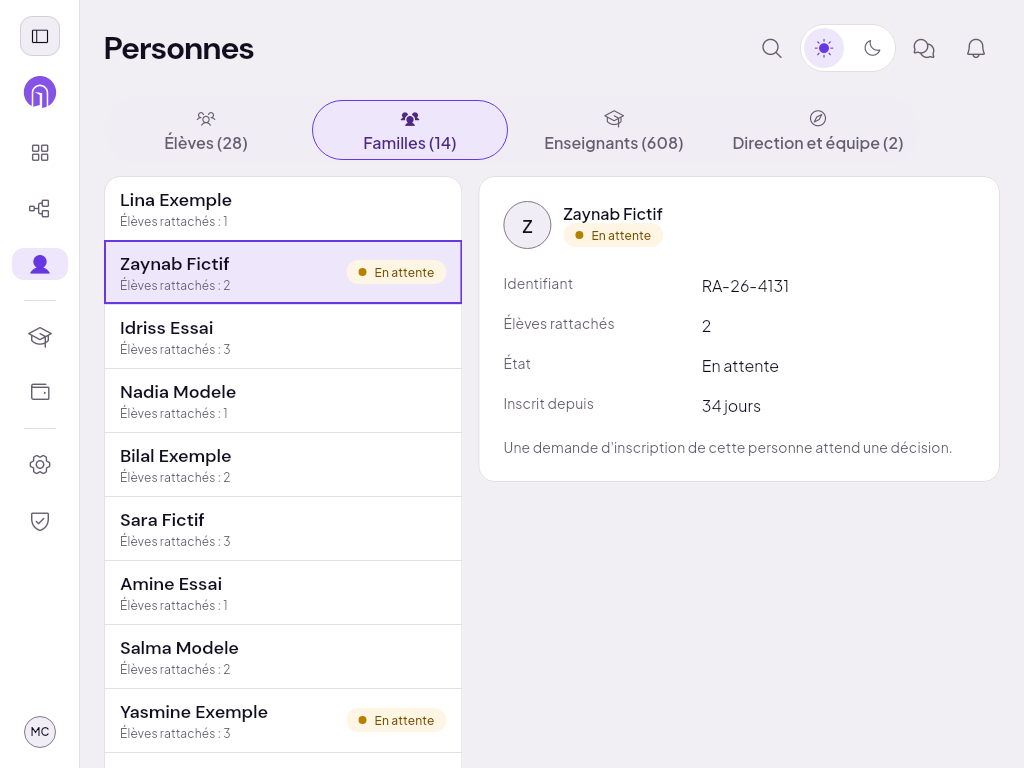 Personnes
Élèves (28)
Familles (14)
Enseignants (608)
Direction et équipe (2)
Lina Exemple
Élèves rattachés : 1
Zaynab Fictif
Élèves rattachés : 2
En attente
Idriss Essai
Élèves rattachés : 3
Nadia Modele
Élèves rattachés : 1
Bilal Exemple
Élèves rattachés : 2
Sara Fictif
Élèves rattachés : 3
Amine Essai
Élèves rattachés : 1
Salma Modele
Élèves rattachés : 2
Yasmine Exemple
Élèves rattachés : 3
En attente
Z
Zaynab Fictif
En attente
Identifiant
RA-26-4131
Élèves rattachés
2
État
En attente
Inscrit depuis
34 jours
Une demande d'inscription de cette personne attend une décision.
MC